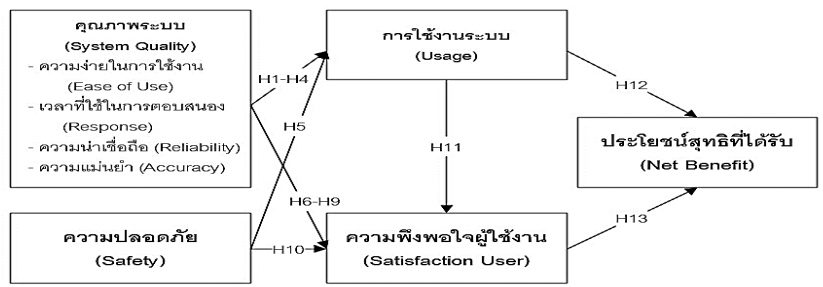 คุณภาพระบบ
(System Quality)
- ความง่ายในการใช้งาน
(Ease of Use)
- เวลาที่ใช้ในการตอบสนอง
(Response)
- ความน่าเชื่อถือ (Reliability)
- ความแม่นยำ (Accuracy)
ความปลอดภัย
(Safety)
H1-H4
H5
H6-H9
H10
การใช้งานระบบ
(Usage)
H11
ความพึงพอใจผู้ใช้งาน
(Satisfaction User)
H12
H13
ประโยชน์สุทธิที่ได้รับ
(Net Benefit)